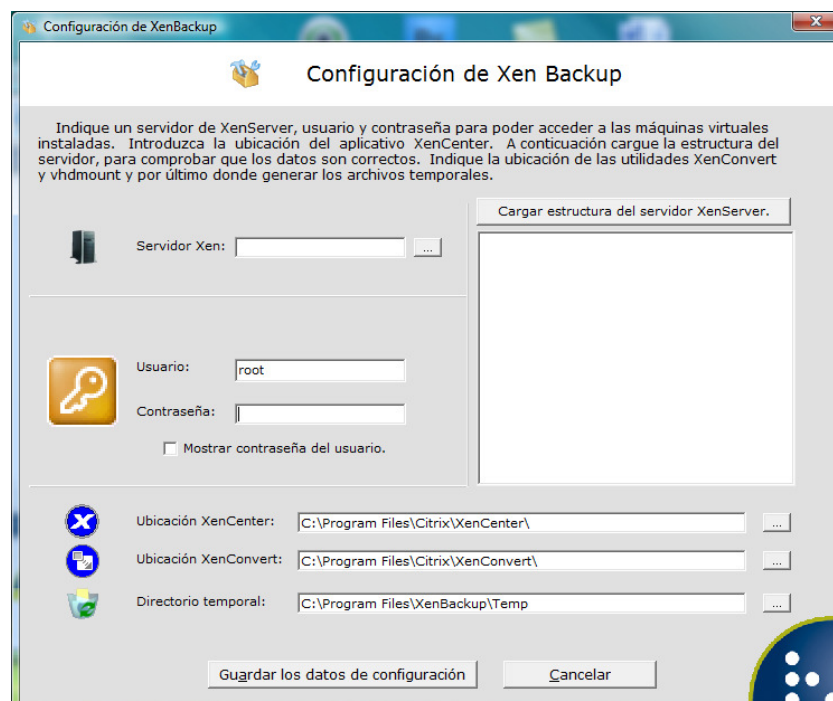 Configuración de XenBackup
Configuración de Xen Backup
Indique un servidor de XenServer, usuario y contraseña para poder acceder a las máquinas virtuales
instaladas. Introduzca la ubicación del aplicativo XenCenter. A conticuación cargue la estructura del
servidor, para comprobar que los datos son correctos. Indique la ubicación de las utilidades XenConvert
y vhdmount y por último donde generar los archivos temporales.
Cargar estructura del servidor XenServer.
Servidor Xen:
...
Usuario:
root
Contraseña:
Mostrar contraseña del usuario.
Ubicación XenCenter:
C:\Program Files\Citrix\XenCenter\
...
Ubicación XenConvert:
C:\Program Files\Citrix\XenConvert\
...
Directorio temporal:
C:\Program Files\XenBackup\Temp
...
Guardar los datos de configuración
Cancelar